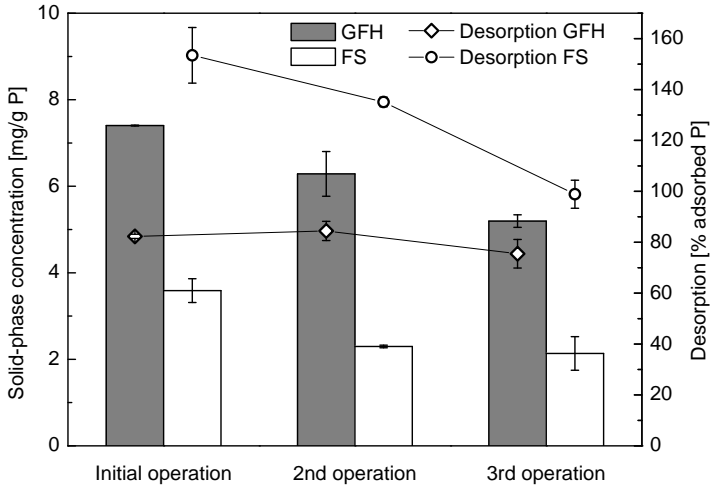 GFH
FS
Desorption GFH
Desorption FS
Solid-phase concentration [mg/g P]
10
8
6
4
2
0
Desorption [% adsorbed P]
160
140
120
100
80
60
40
20
0
Initial operation
2nd operation
3rd operation